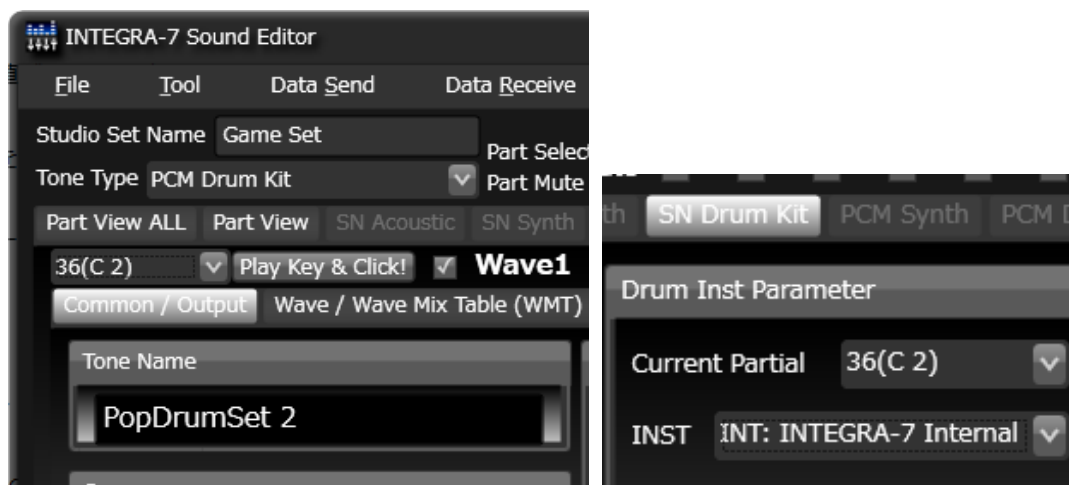 INTEGRA-7 Sound Editor
File Tool Data Send Data Receive
Studio Set Name Game Set
Part Selec
Tone Type PCM Drum Kit
Part Mute
Part View ALL Part View SN Acoustic SN Synth
36(C 2) Play Key & Click! Wave1
Common / Output Wave / Wave Mix Table (WMT)
Tone Name
PopDrumSet 2
th SN Drum Kit PCM Synth PCM D
Drum Inst Parameter
Current Partial 36(C 2)
INST INT: INTEGRA-7 Internal